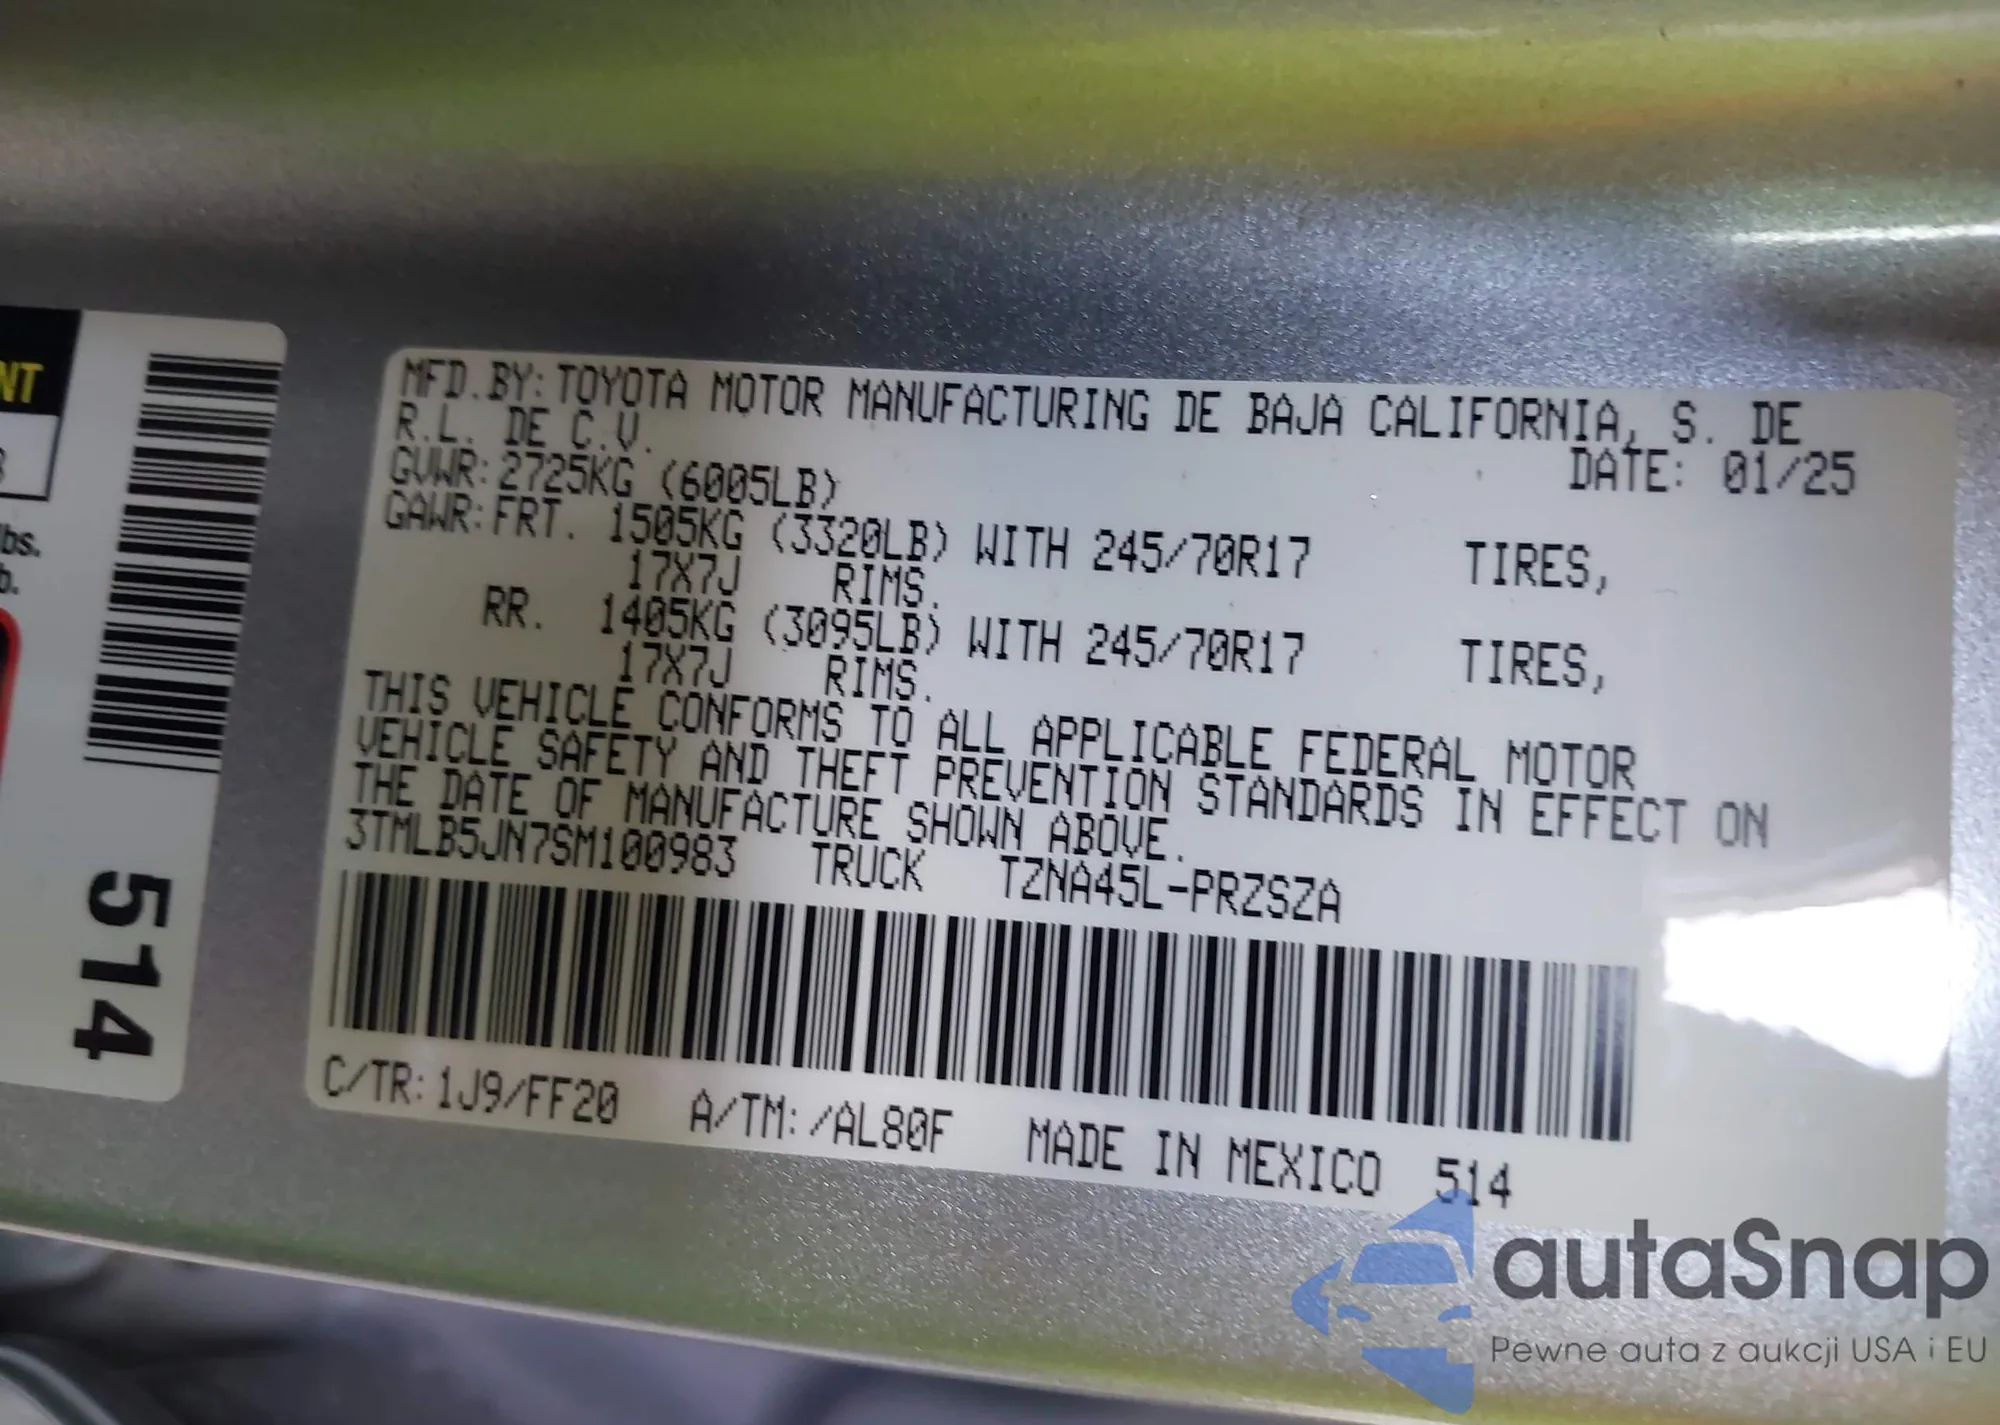 NT
lbs.
b.
514
MFD.BY:TOYOTA MOTOR MANUFACTURING DE BAJA CALIFORNIA, S. DE
R.L. DE C.V.
DATE: 01/25
GVWR:2725KG (6005LB)
GAWR:FRT. 1505KG (3320LB) WITH 245/70R17 TIRES,
17X7J RIMS.
RR. 1405KG (3095LB) WITH 245/70R17 TIRES,
17X7J RIMS.
THIS VEHICLE CONFORMS TO ALL APPLICABLE FEDERAL MOTOR
VEHICLE SAFETY AND THEFT PREVENTION STANDARDS IN EFFECT ON
THE DATE OF MANUFACTURE SHOWN ABOVE.
3TMLB5JN7SM100983 TRUCK TZNA45L-PRZSZA
C/TR:1J9/FF20 A/TM:/AL80F MADE IN MEXICO 514
autaSnap
Pewne auta z aukcji USA i EU